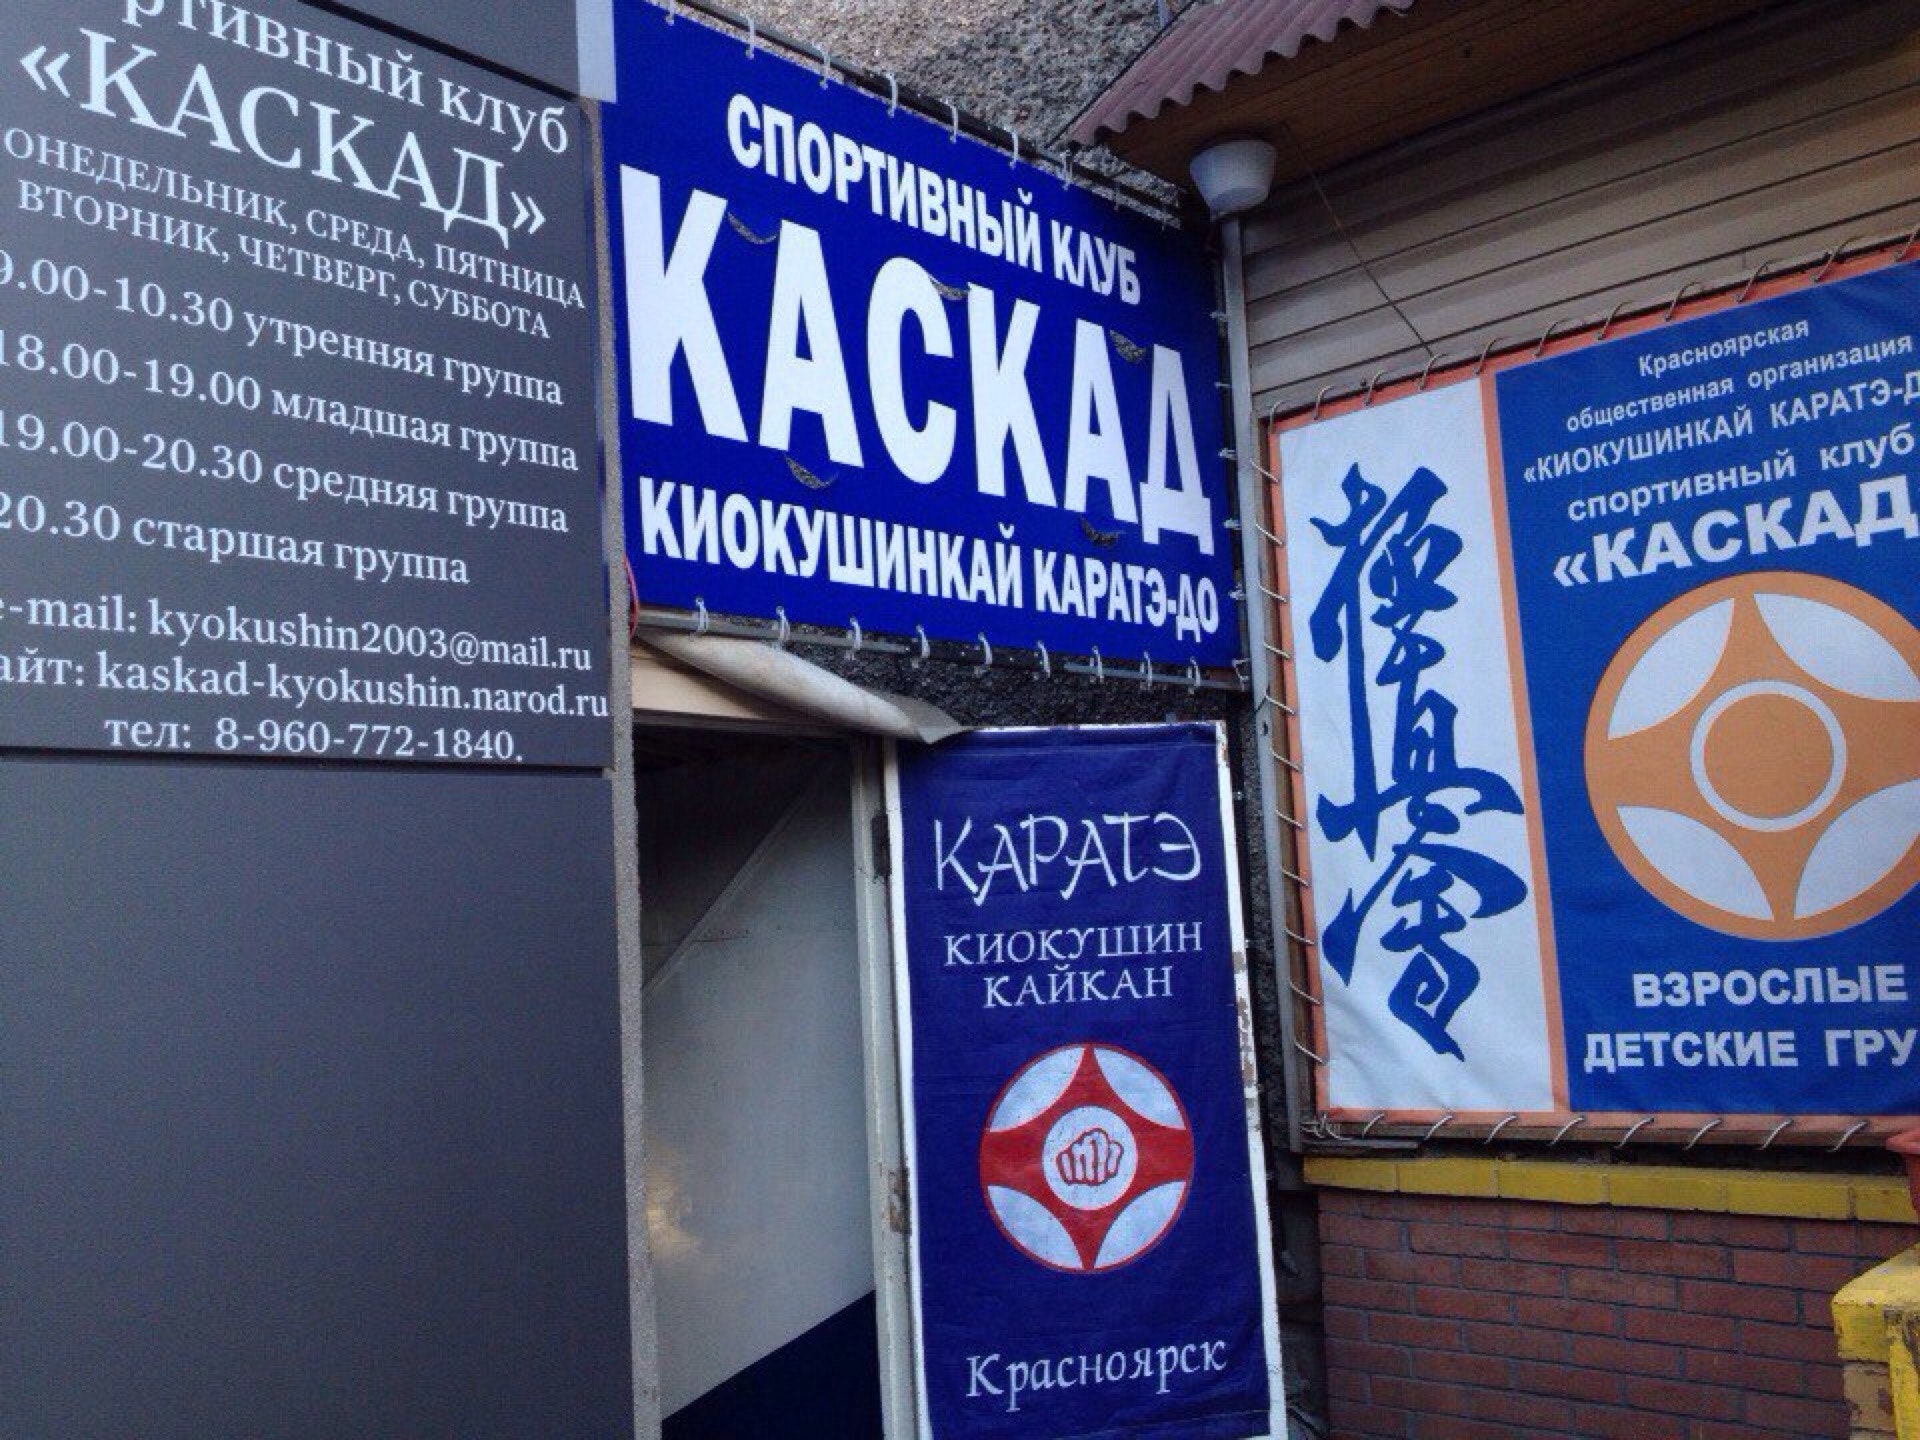 ртивный клуб
«КАСКАД»
ОНЕДЕЛЬНИК, СРЕДА, ПЯТНИЦА
ВТОРНИК, ЧЕТВЕРГ, СУББОТА
9.00-10.30 утренняя группа
18.00-19.00 младшая группа
19.00-20.30 средняя группа
20.30 старшая группа
e-mail: kyokushin2003@mail.ru
айт: kaskad-kyokushin.narod.ru
тел: 8-960-772-1840.
СПОРТИВНЫЙ КЛУБ
КАСКАД
КИОКУШИНКАЙ КАРАТЭ-ДО
КАРАТЭ
КИОКУШИН
КАЙКАН
Красноярск
極真會
Красноярская
общественная организация
«КИОКУШИНКАЙ КАРАТЭ-Д
спортивный клуб
«КАСКАД
ВЗРОСЛЫЕ
ДЕТСКИЕ ГРУ